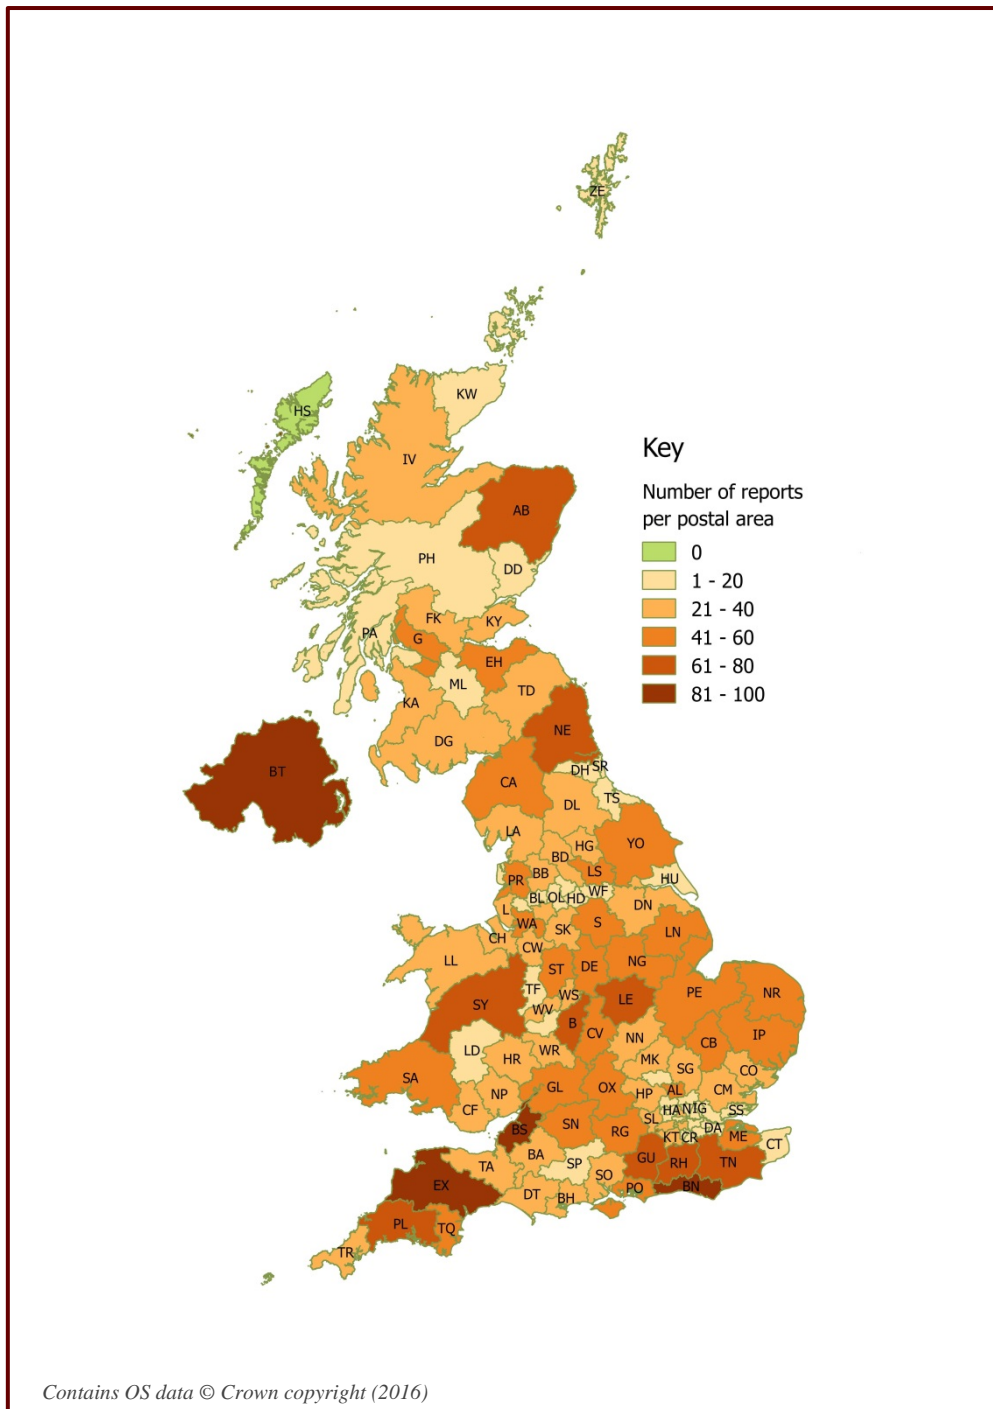 ZE
KW
HS
IV
Key
Number of reports
per postal area
0
1 - 20
21 - 40
41 - 60
61 - 80
81 - 100
AB
PH
DD
FK
KY
PA
G
EH
ML
TD
KA
DG
NE
BT
CA
DH
SR
DL
TS
LA
YO
HG
BD
LS
BB
PR
HU
BL
OL
HD
WF
DN
L
WA
SK
S
LN
CH
CW
LL
ST
DE
NG
PE
NR
TF
WS
LE
SY
WV
B
CV
IP
CB
NN
LD
HR
WR
MK
SG
CO
SA
NP
GL
OX
HP
AL
CM
CF
HA
N
IG
SS
SL
BS
SN
RG
DA
KT
CR
ME
CT
BA
GU
RH
TN
SP
TA
SO
PO
BN
EX
DT
BH
PL
TQ
TR
Contains OS data © Crown copyright (2016)